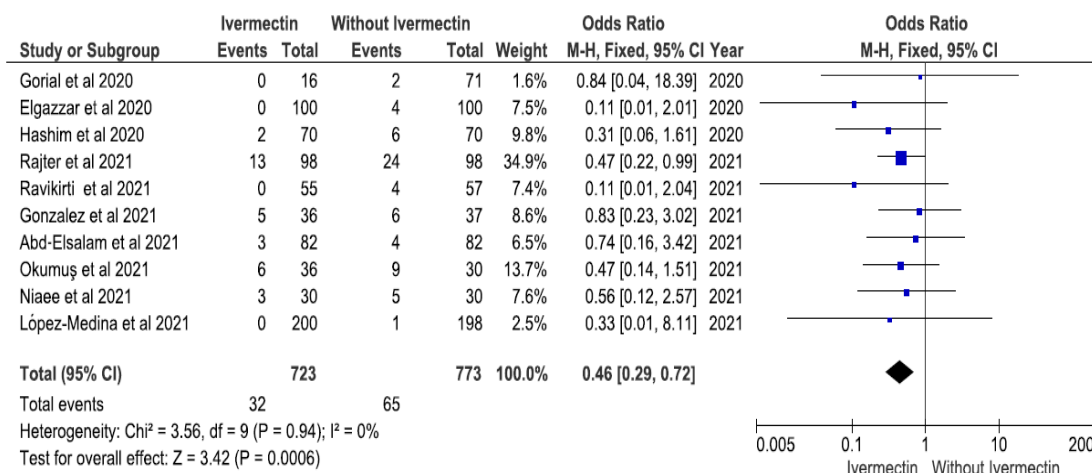 Ivermectin Without Ivermectin Odds Ratio Odds Ratio
Study or Subgroup Events Total Events Total Weight M-H, Fixed, 95% CI Year M-H, Fixed, 95% CI
Gorial et al 2020 0 16 2 71 1.6% 0.84 [0.04, 18.39] 2020
Elgazzar et al 2020 0 100 4 100 7.5% 0.11 [0.01, 2.01] 2020
Hashim et al 2020 2 70 6 70 9.8% 0.31 [0.06, 1.61] 2020
Rajter et al 2021 13 98 24 98 34.9% 0.47 [0.22, 0.99] 2021
Ravikirti et al 2021 0 55 4 57 7.4% 0.11 [0.01, 2.04] 2021
Gonzalez et al 2021 5 36 6 37 8.6% 0.83 [0.23, 3.02] 2021
Abd-Elsalam et al 2021 3 82 4 82 6.5% 0.74 [0.16, 3.42] 2021
Okumuş et al 2021 6 36 9 30 13.7% 0.47 [0.14, 1.51] 2021
Niaee et al 2021 3 30 5 30 7.6% 0.56 [0.12, 2.57] 2021
López-Medina et al 2021 0 200 1 198 2.5% 0.33 [0.01, 8.11] 2021
Total (95% CI) 723 773 100.0% 0.46 [0.29, 0.72]
Total events 32 65
Heterogeneity: Chi² = 3.56, df = 9 (P = 0.94); I² = 0%
Test for overall effect: Z = 3.42 (P = 0.0006)
0.005 0.1 1 10 200
Ivermectin Without Ivermectin